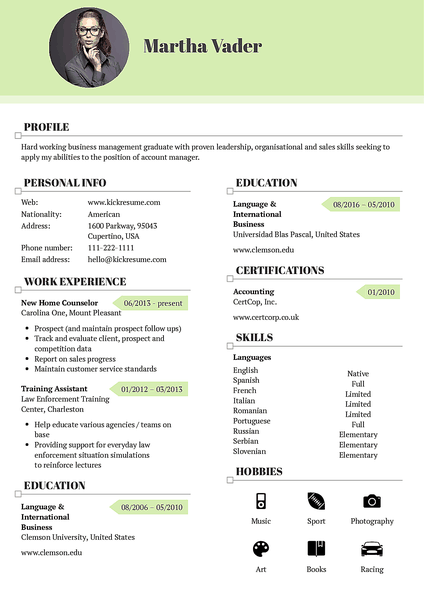 Martha Vader
PROFILE
Hard working business management graduate with proven leadership, organisational and sales skills seeking to
apply my abilities to the position of account manager.
PERSONAL INFO
Web: www.kickresume.com
Nationality: American
Address: 1600 Parkway, 95043
Cupertino, USA
Phone number: 111-222-1111
Email address: hello@kickresume.com
WORK EXPERIENCE
New Home Counselor 06/2013 - present
Carolina One, Mount Pleasant
• Prospect (and maintain prospect follow ups)
• Track and evaluate client, prospect and
competition data
• Report on sales progress
• Maintain customer service standards
Training Assistant 01/2012 – 03/2013
Law Enforcement Training
Center, Charleston
• Help educate various agencies / teams on
base
• Providing support for everyday law
enforcement situation simulations
to reinforce lectures
EDUCATION
Language & 08/2006 – 05/2010
International
Business
Clemson University, United States
www.clemson.edu
EDUCATION
Language & 08/2016 – 05/2010
International
Business
Universidad Blas Pascal, United States
www.clemson.edu
CERTIFICATIONS
Accounting 01/2010
CertCop, Inc.
www.certcorp.co.uk
SKILLS
Languages
English Native
Spanish Full
French Limited
Italian Limited
Romanian Limited
Portuguese Full
Russian Elementary
Serbian Elementary
Slovenian Elementary
HOBBIES
Music Sport Photography
Art Books Racing